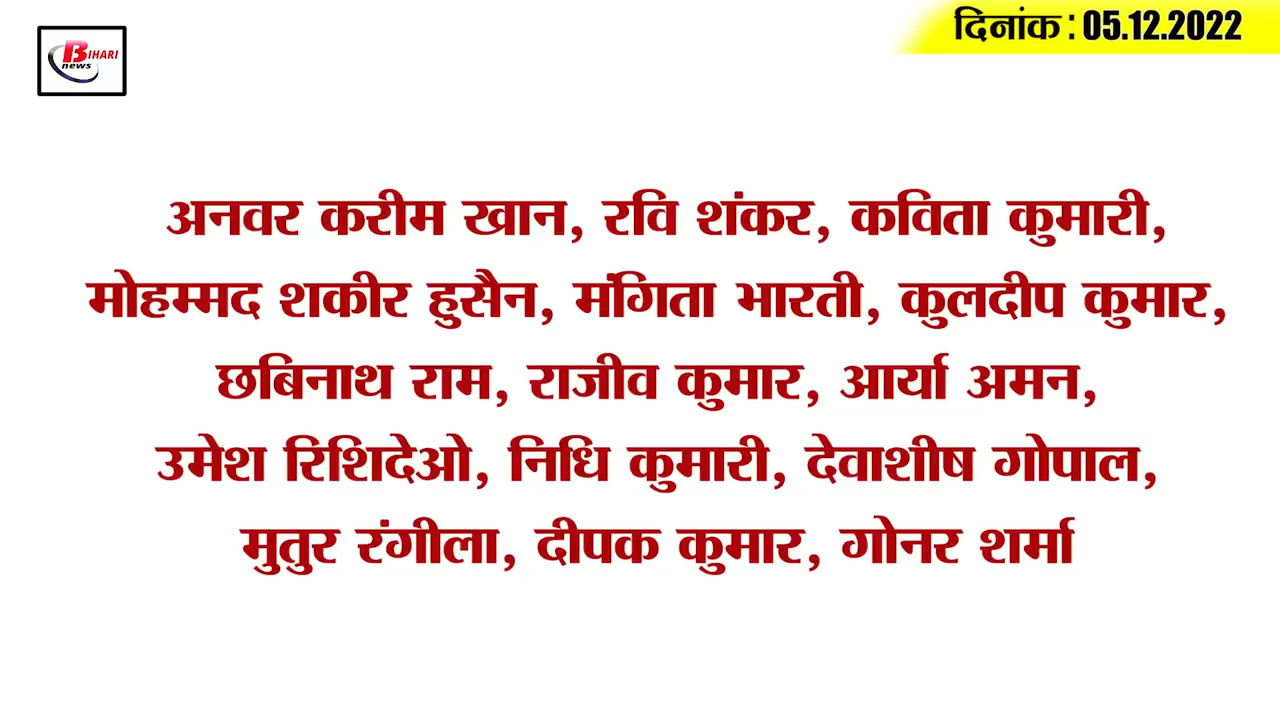 BIHARI
news
दिनांक : 05.12.2022
अनवर करीम खान, रवि शंकर, कविता कुमारी,
मोहम्मद शकीर हुसैन, मंगिता भारती, कुलदीप कुमार,
छबिनाथ राम, राजीव कुमार, आर्या अमन,
उमेश रिशिदेओ, निधि कुमारी, देवाशीष गोपाल,
मुतुर रंगीला, दीपक कुमार, गोनर शर्मा